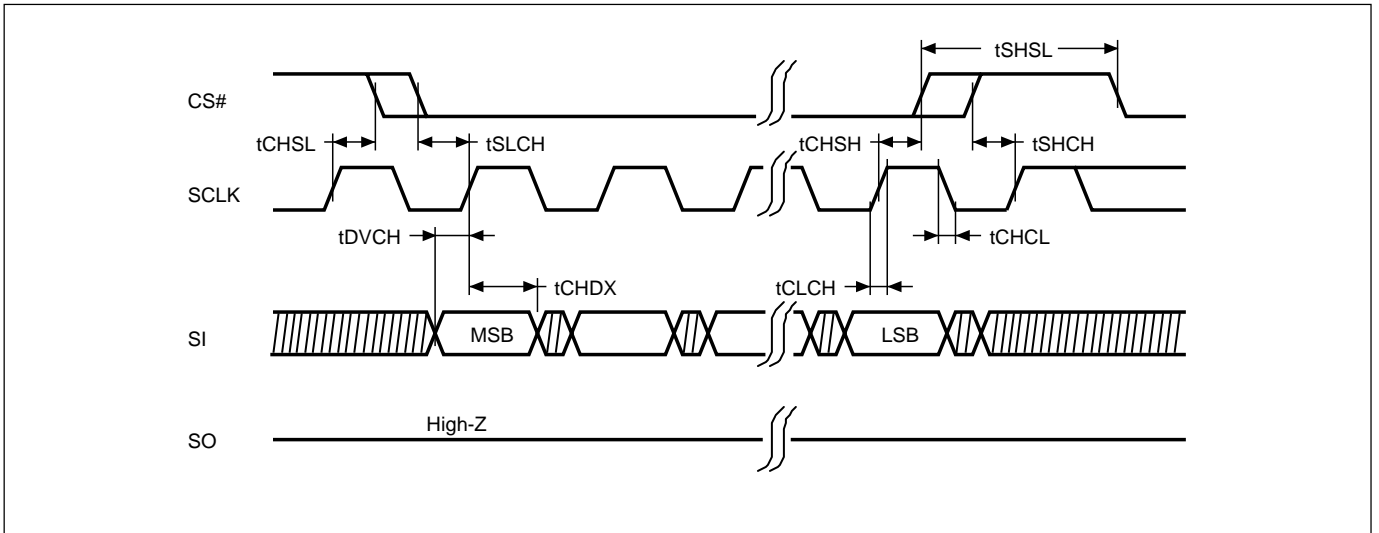 tSHSL
CS#
tCHSL
tSLCH
tCHSH
tSHCH
SCLK
tDVCH
tCHCL
tCHDX
tCLCH
SI
MSB
LSB
High-Z
SO